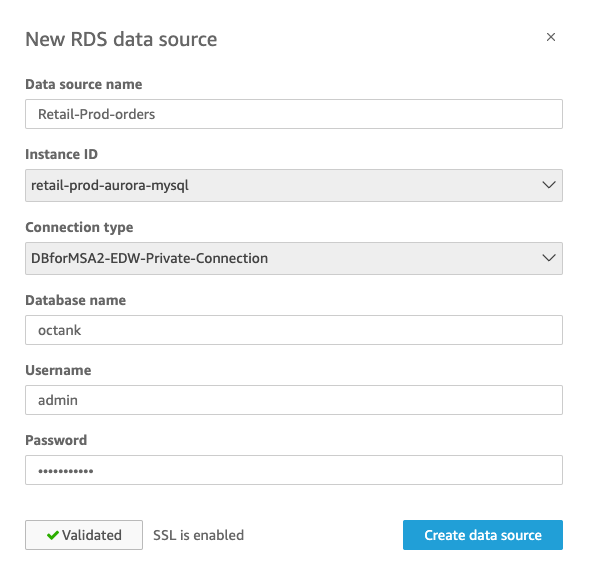 New RDS data source
Data source name
Retail-Prod-orders
Instance ID
retail-prod-aurora-mysql
Connection type
DBforMSA2-EDW-Private-Connection
Database name
octank
Username
admin
Password
•••••••••••
Validated SSL is enabled Create data source